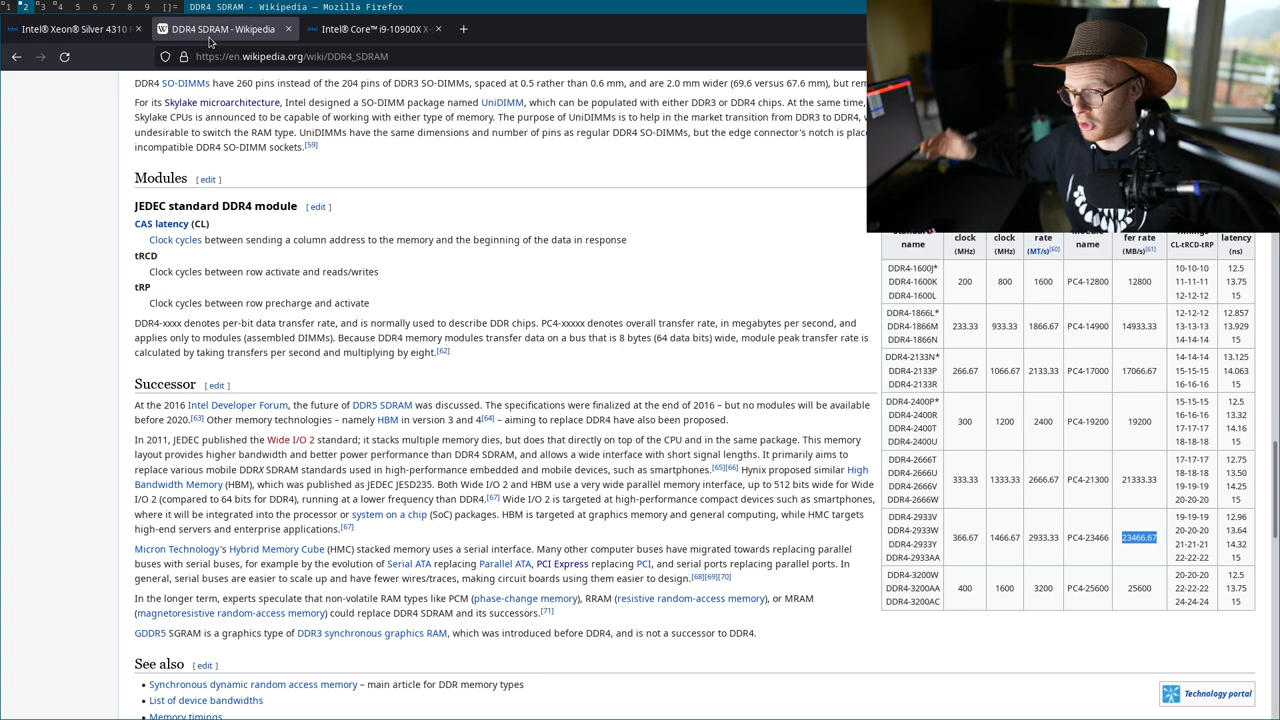 1 2 3 4 5 6 7 8 9 []= DDR4 SDRAM - Wikipedia — Mozilla Firefox
Intel® Xeon® Silver 4310 DDR4 SDRAM - Wikipedia Intel® Core™ i9-10900X X-
https://en.wikipedia.org/wiki/DDR4_SDRAM
DDR4 SO-DIMMs have 260 pins instead of the 204 pins of DDR3 SO-DIMMs, spaced at 0.5 rather than 0.6 mm, and are 2.0 mm wider (69.6 versus 67.6 mm), but
For its Skylake microarchitecture, Intel designed a SO-DIMM package named UniDIMM, which can be populated with either DDR3 or DDR4 chips. At the same time,
Skylake CPUs is announced to be capable of working with either type of memory. The purpose of UniDIMMs is to help in the market transition from DDR3 to DDR4,
undesirable to switch the RAM type. UniDIMMs have the same dimensions and number of pins as regular DDR4 SO-DIMMs, but the edge connector's notch is
incompatible DDR4 SO-DIMM sockets.[59]
Modules [ edit ]
JEDEC standard DDR4 module [ edit ]
CAS latency (CL)
Clock cycles between sending a column address to the memory and the beginning of the data in response
tRCD
Clock cycles between row activate and reads/writes
tRP
Clock cycles between row precharge and activate
DDR4-xxxx denotes per-bit data transfer rate, and is normally used to describe DDR chips. PC4-xxxxx denotes overall transfer rate, in megabytes per second, and
applies only to modules (assembled DIMMs). Because DDR4 memory modules transfer data on a bus that is 8 bytes (64 data bits) wide, module peak transfer rate is
calculated by taking transfers per second and multiplying by eight.[62]
Successor [ edit ]
At the 2016 Intel Developer Forum, the future of DDR5 SDRAM was discussed. The specifications were finalized at the end of 2016 – but no modules will be available
before 2020.[63] Other memory technologies – namely HBM in version 3 and 4[64] – aiming to replace DDR4 have also been proposed.
In 2011, JEDEC published the Wide I/O 2 standard; it stacks multiple memory dies, but does that directly on top of the CPU and in the same package. This memory
layout provides higher bandwidth and better power performance than DDR4 SDRAM, and allows a wide interface with short signal lengths. It primarily aims to
replace various mobile DDRX SDRAM standards used in high-performance embedded and mobile devices, such as smartphones.[65][66] Hynix proposed similar High
Bandwidth Memory (HBM), which was published as JEDEC JESD235. Both Wide I/O 2 and HBM use a very wide parallel memory interface, up to 512 bits wide for Wide
I/O 2 (compared to 64 bits for DDR4), running at a lower frequency than DDR4.[67] Wide I/O 2 is targeted at high-performance compact devices such as smartphones,
where it will be integrated into the processor or system on a chip (SoC) packages. HBM is targeted at graphics memory and general computing, while HMC targets
high-end servers and enterprise applications.[67]
Micron Technology's Hybrid Memory Cube (HMC) stacked memory uses a serial interface. Many other computer buses have migrated towards replacing parallel
buses with serial buses, for example by the evolution of Serial ATA replacing Parallel ATA, PCI Express replacing PCI, and serial ports replacing parallel ports. In
general, serial buses are easier to scale up and have fewer wires/traces, making circuit boards using them easier to design.[68][69][70]
In the longer term, experts speculate that non-volatile RAM types like PCM (phase-change memory), RRAM (resistive random-access memory), or MRAM
(magnetoresistive random-access memory) could replace DDR4 SDRAM and its successors.[71]
GDDR5 SGRAM is a graphics type of DDR3 synchronous graphics RAM, which was introduced before DDR4, and is not a successor to DDR4.
See also [ edit ]
• Synchronous dynamic random access memory – main article for DDR memory types
• List of device bandwidths
• Memory timings
name clock (MHz) clock (MHz) rate (MT/s)[60] name fer rate (MB/s)[61] CL-tRCD-tRP latency (ns)
DDR4-1600J* 10-10-10 12.5
DDR4-1600K 200 800 1600 PC4-12800 12800 11-11-11 13.75
DDR4-1600L 12-12-12 15
DDR4-1866L* 12-12-12 12.857
DDR4-1866M 233.33 933.33 1866.67 PC4-14900 14933.33 13-13-13 13.929
DDR4-1866N 14-14-14 15
DDR4-2133N* 14-14-14 13.125
DDR4-2133P 266.67 1066.67 2133.33 PC4-17000 17066.67 15-15-15 14.063
DDR4-2133R 16-16-16 15
DDR4-2400P* 15-15-15 12.5
DDR4-2400R 16-16-16 13.32
300 1200 2400 PC4-19200 19200
DDR4-2400T 17-17-17 14.16
DDR4-2400U 18-18-18 15
DDR4-2666T 17-17-17 12.75
DDR4-2666U 18-18-18 13.50
333.33 1333.33 2666.67 PC4-21300 21333.33
DDR4-2666V 19-19-19 14.25
DDR4-2666W 20-20-20 15
DDR4-2933V 19-19-19 12.96
DDR4-2933W 20-20-20 13.64
366.67 1466.67 2933.33 PC4-23466 23466.67
DDR4-2933Y 21-21-21 14.32
DDR4-2933AA 22-22-22 15
DDR4-3200W 20-20-20 12.5
DDR4-3200AA 400 1600 3200 PC4-25600 25600 22-22-22 13.75
DDR4-3200AC 24-24-24 15
Technology portal